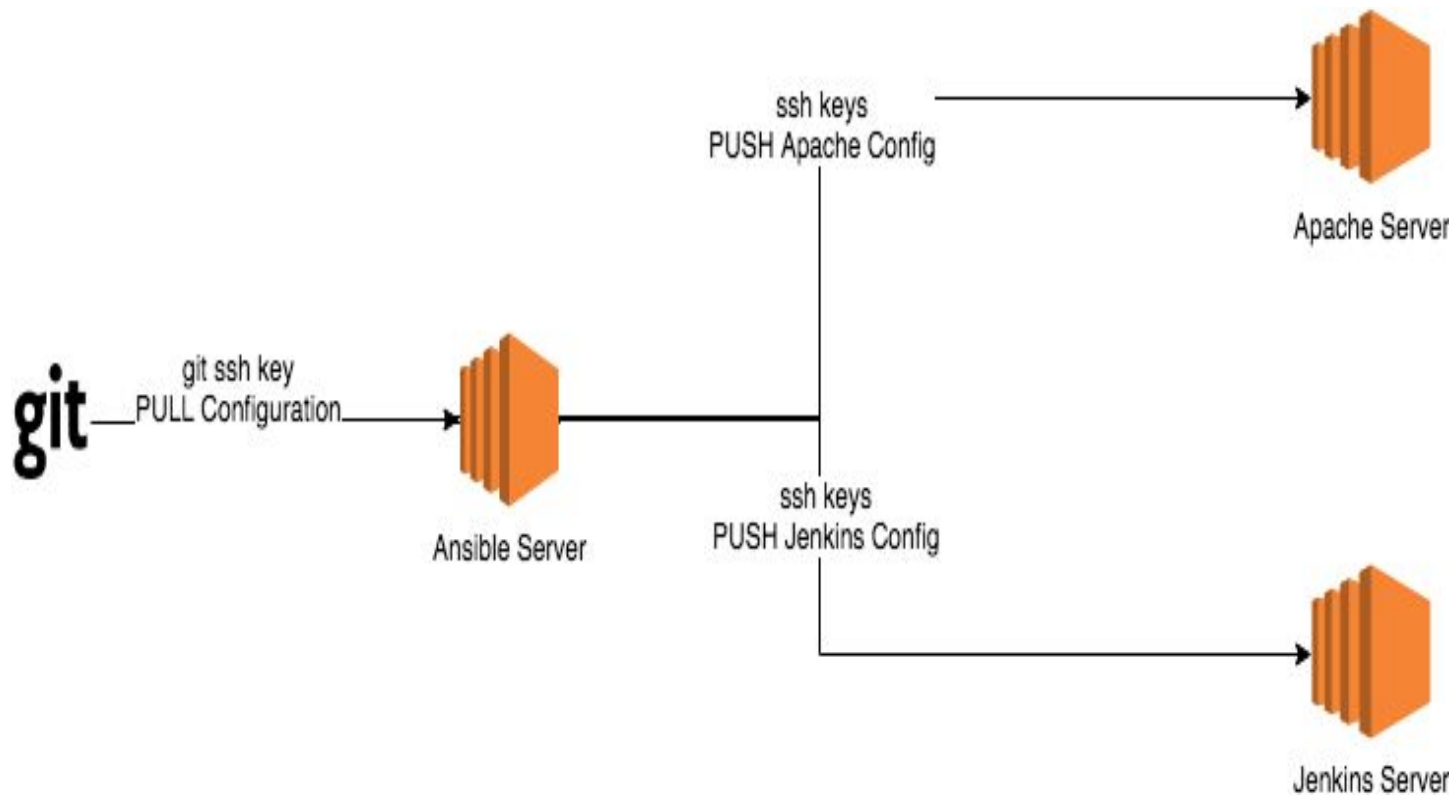 ssh keys
PUSH Apache Config
Apache Server
git
git ssh key
PULL Configuration
Ansible Server
ssh keys
PUSH Jenkins Config
Jenkins Server